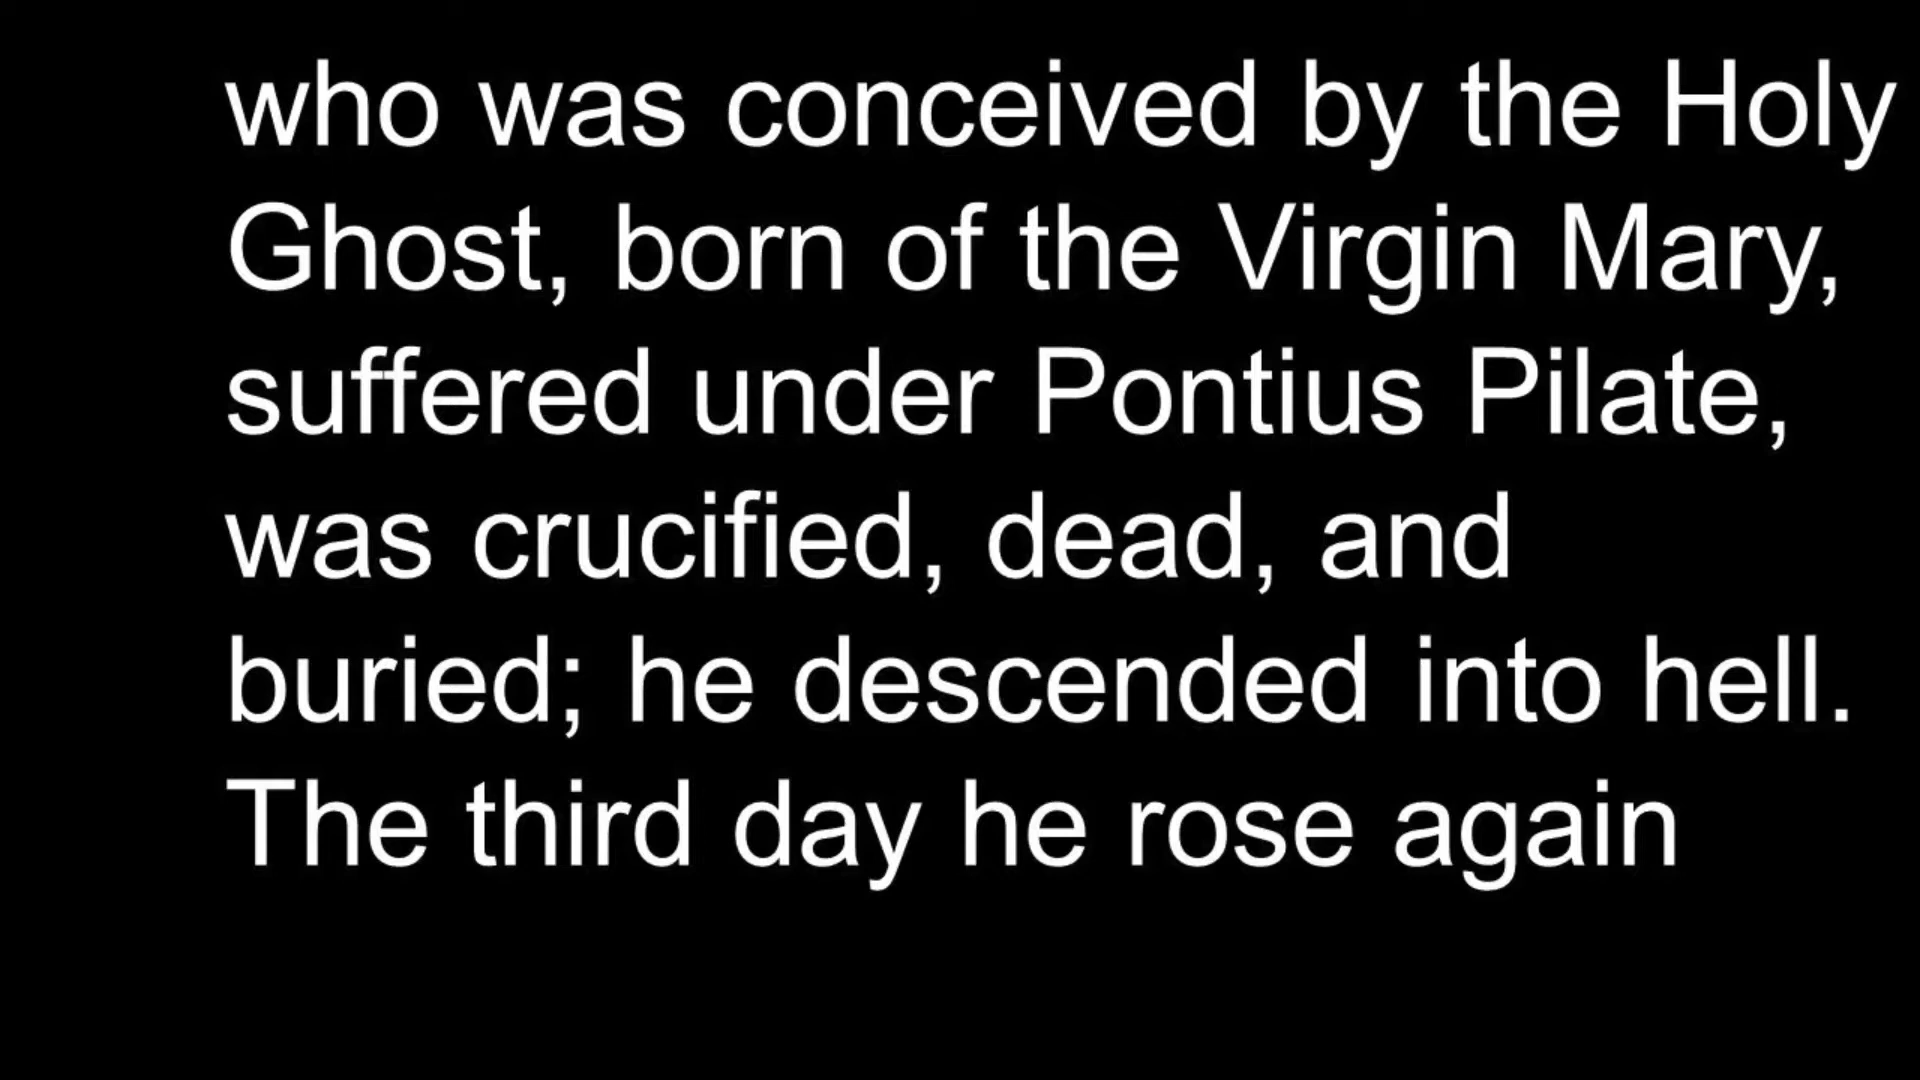 who was conceived by the Holy
Ghost, born of the Virgin Mary,
suffered under Pontius Pilate,
was crucified, dead, and
buried; he descended into hell.
The third day he rose again